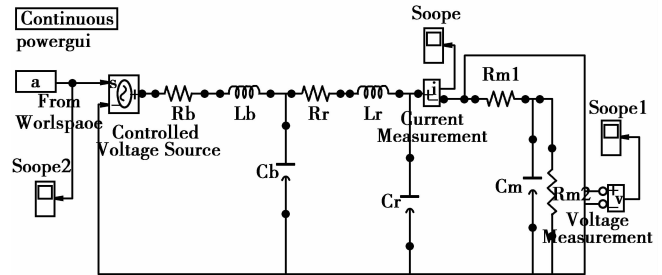 Continuous
powergui
Soope
a
s
i
From
Worlspaoe
Rb
Lb
Rr
Lr
Rm1
Controlled
Voltage Source
Current
Measurement
Soope1
Soope2
Cb
Cr
Cm
Rm2
v
Voltage
Measurement